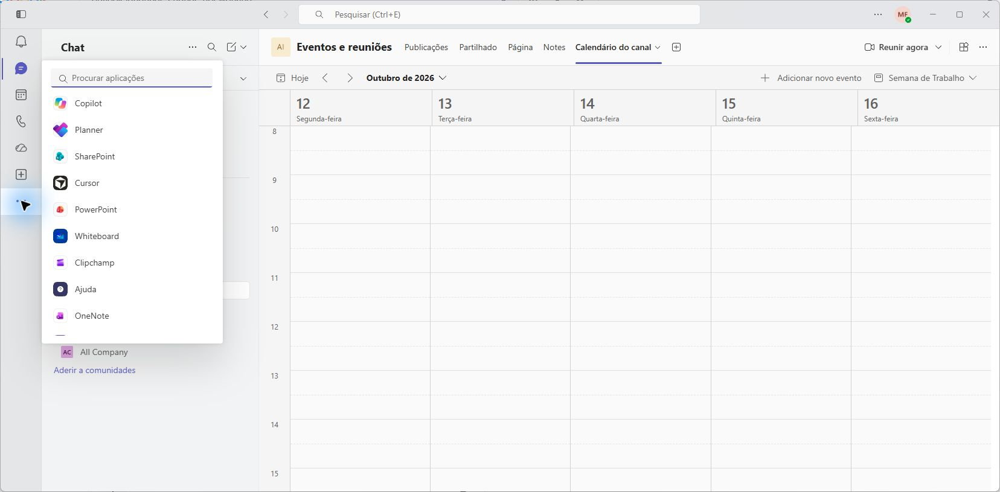 Pesquisar (Ctrl+E)
MF
Chat
AI
Eventos e reuniões
Publicações
Partilhado
Página
Notes
Calendário do canal
Reunir agora
Procurar aplicações
Copilot
Planner
SharePoint
Cursor
PowerPoint
Whiteboard
Clipchamp
Ajuda
OneNote
AC
All Company
Aderir a comunidades
Hoje
Outubro de 2026
Adicionar novo evento
Semana de Trabalho
12
Segunda-feira
13
Terça-feira
14
Quarta-feira
15
Quinta-feira
16
Sexta-feira
8
9
10
11
12
13
14
15